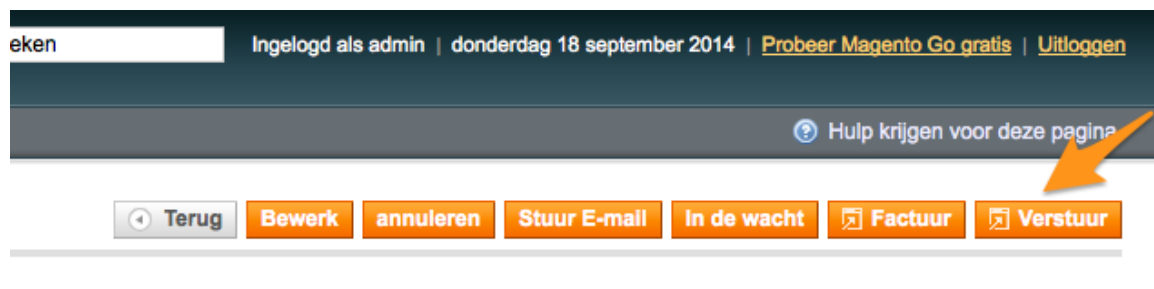 eken Ingelogd als admin | donderdag 18 september 2014 | Probeer Magento Go gratis | Uitloggen
Hulp krijgen voor deze pagina
Terug Bewerk annuleren Stuur E-mail In de wacht Factuur Verstuur